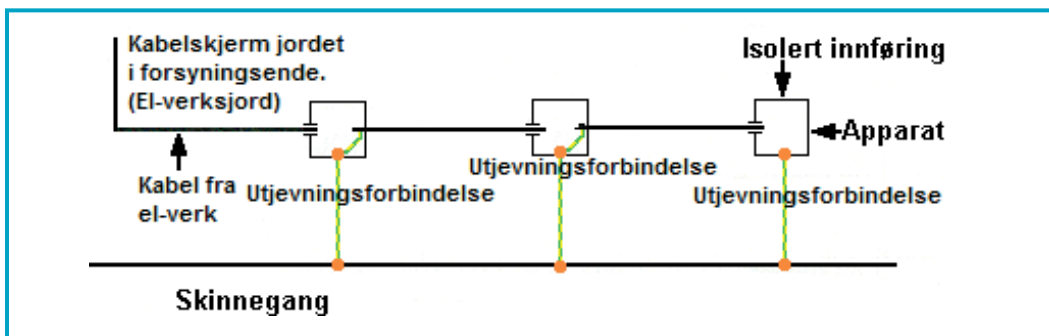 Kabelskjerm jordet
i forsyningsende.
(El-verksjord)
Isolert innføring
Apparat
Kabel fra
el-verk
Utjevningsforbindelse
Utjevningsforbindelse
Utjevningsforbindelse
Skinnegang